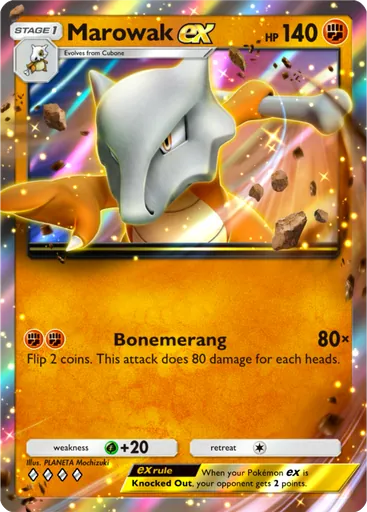 STAGE 1
Marowak ex HP 140
Evolves from Cubone
Bonemerang 80×
Flip 2 coins. This attack does 80 damage for each heads.
weakness +20 retreat
Illus. PLANETA Mochizuki
ex rule When your Pokémon ex is
Knocked Out, your opponent gets 2 points.